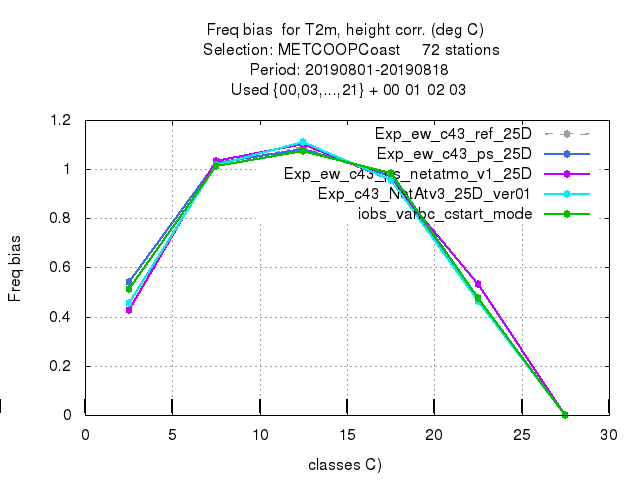 Freq bias  for T2m, height corr. (deg C)
Selection: METCOOPCoast     72 stations
Period: 20190801-20190818
Used {00,03,...,21} + 00 01 02 03
1.2
1
0.8
0.6
0.4
0.2
0
Freq bias
Exp_ew_c43_ref_25D
Exp_ew_c43_ps_25D
Exp_ew_c43_ps_netatmo_v1_25D
Exp_c43_NetAtv3_25D_ver01
iobs_varbc_cstart_mode
0 5 10 15 20 25 30
classes C)